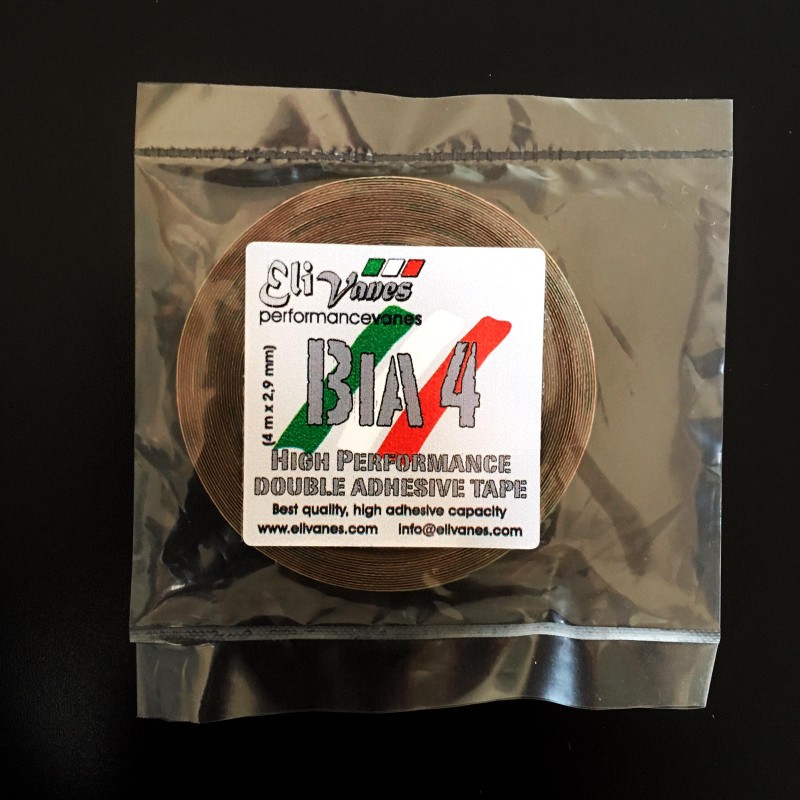 Eli Vanes
performancevanes
(4 m x 2,9 mm)
BIA 4
HIGH PERFORMANCE
DOUBLE ADHESIVE TAPE
Best quality, high adhesive capacity
www.elivanes.com info@elivanes.com